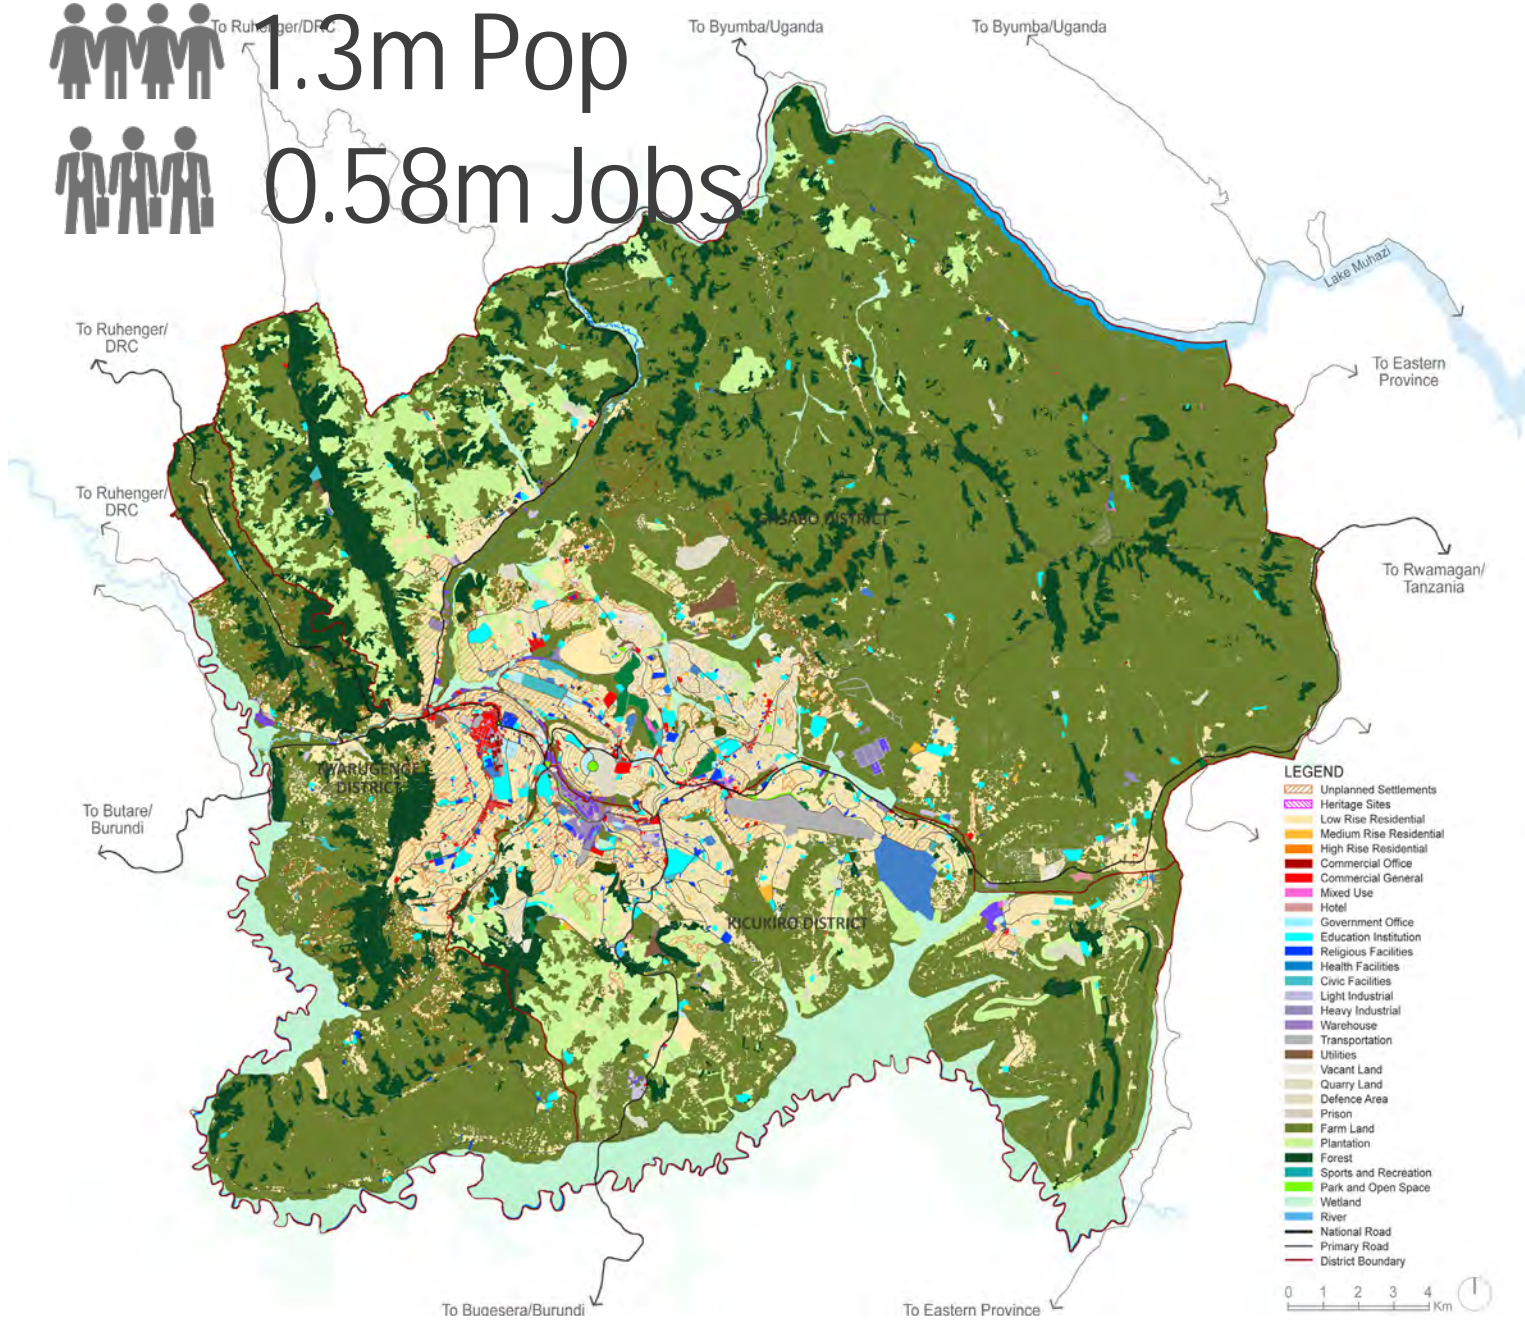 To Ruhenger/DRC
1.3m Pop
To Byumba/Uganda
To Byumba/Uganda
0.58m Jobs
Lake Muhazi
To Ruhenger/
DRC
To Eastern
Province
To Ruhenger/
DRC
GASABO DISTRICT
To Rwamagan/
Tanzania
NYARUGENGE
DISTRICT
To Butare/
Burundi
KICUKIRO DISTRICT
LEGEND
Unplanned Settlements
Heritage Sites
Low Rise Residential
Medium Rise Residential
High Rise Residential
Commercial Office
Commercial General
Mixed Use
Hotel
Government Office
Education Institution
Religious Facilities
Health Facilities
Civic Facilities
Light Industrial
Heavy Industrial
Warehouse
Transportation
Utilities
Vacant Land
Quarry Land
Defence Area
Prison
Farm Land
Plantation
Forest
Sports and Recreation
Park and Open Space
Wetland
River
National Road
Primary Road
District Boundary
0 1 2 3 4
Km
To Bugesera/Burundi
To Eastern Province